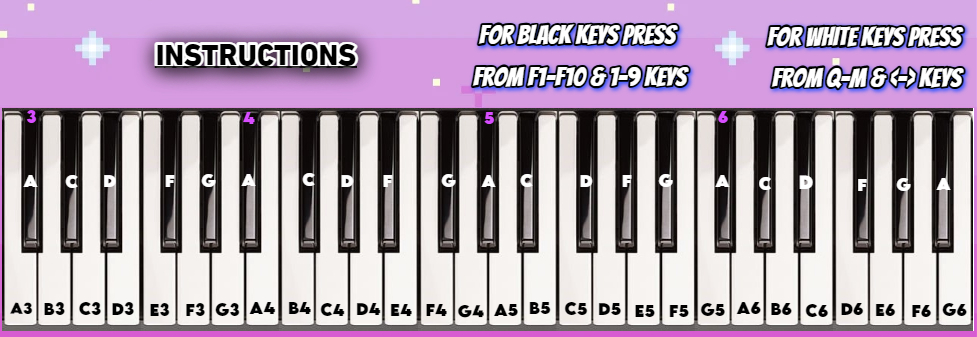 INSTRUCTIONS
FOR BLACK KEYS PRESS
FROM F1-F10 & 1-9 KEYS
FOR WHITE KEYS PRESS
FROM Q-M & <-> KEYS
3 4 5 6
A C D F G A C D F G A C D F G A C D F G A
A3 B3 C3 D3 E3 F3 G3 A4 B4 C4 D4 E4 F4 G4 A5 B5 C5 D5 E5 F5 G5 A6 B6 C6 D6 E6 F6 G6